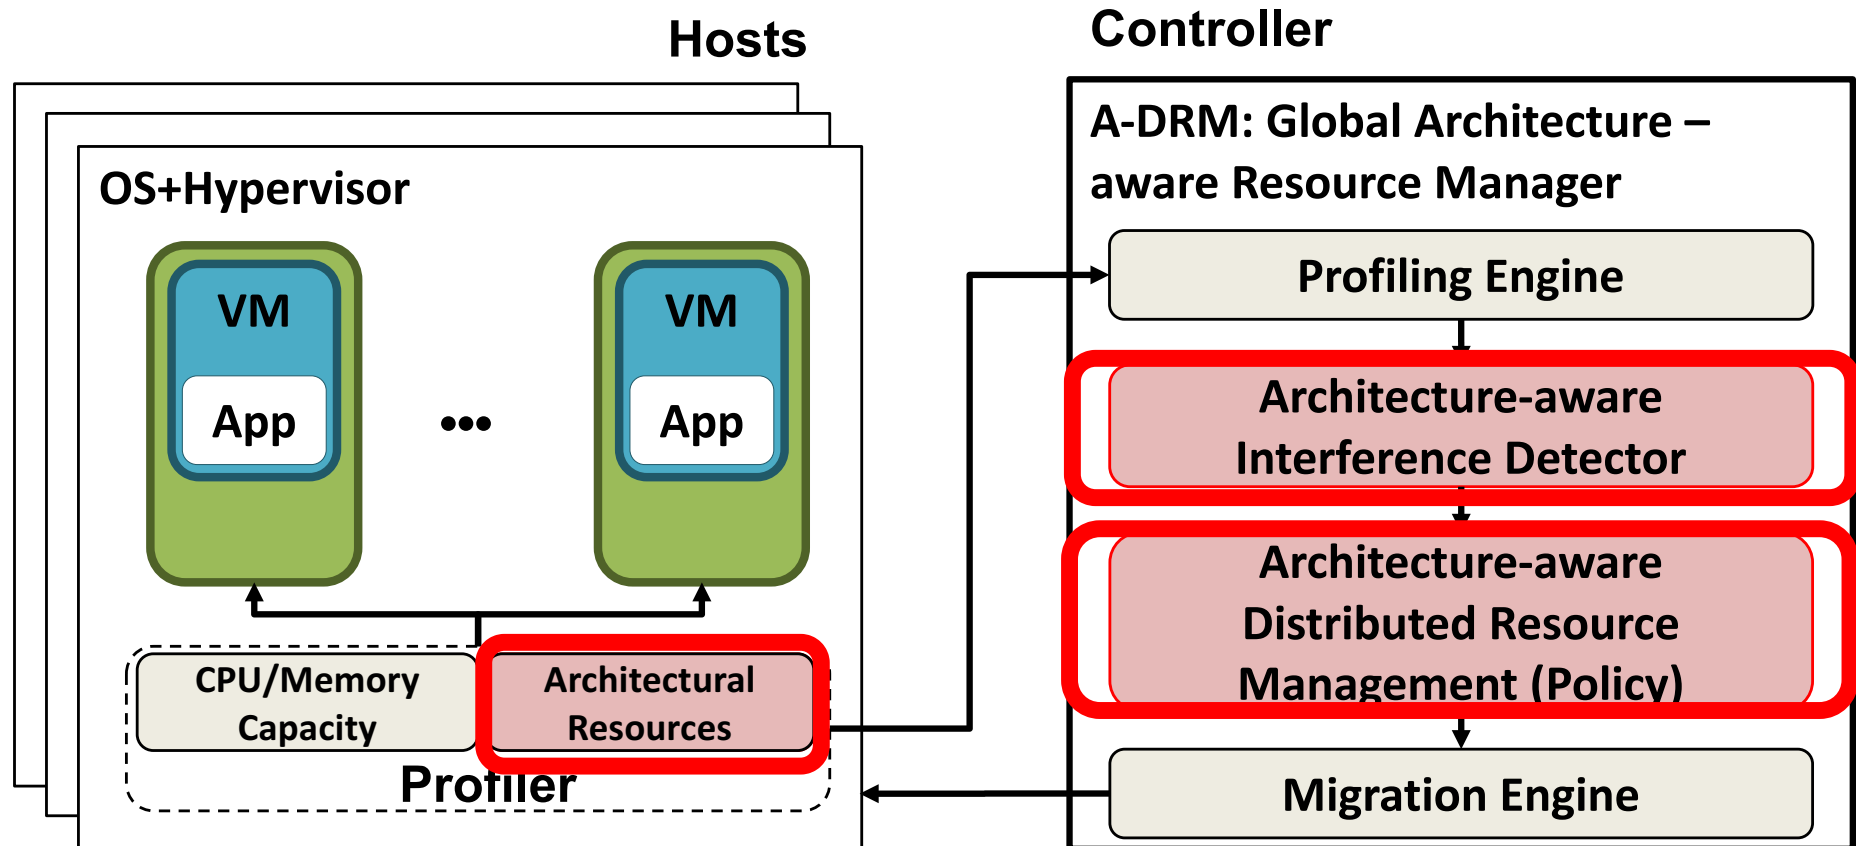 Hosts
OS+Hypervisor
VM
App
•••
VM
App
CPU/Memory
Capacity
Architectural
Resources
Profiler
Controller
A-DRM: Global Architecture –
aware Resource Manager
Profiling Engine
Architecture-aware
Interference Detector
Architecture-aware
Distributed Resource
Management (Policy)
Migration Engine